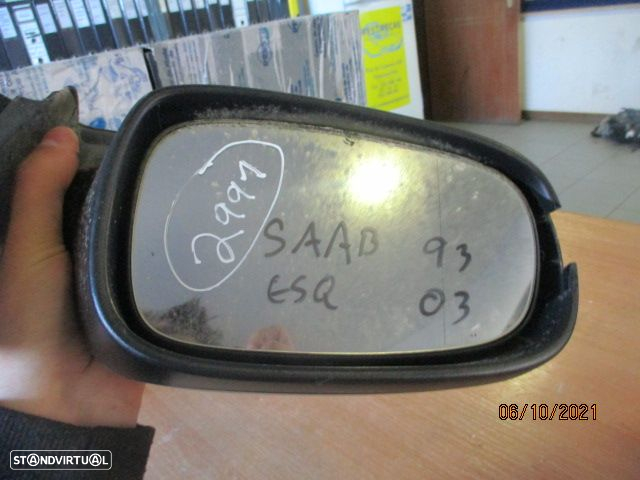 2991
SAAB 93
ESQ 03
06/10/2021
STANDVIRTUAL